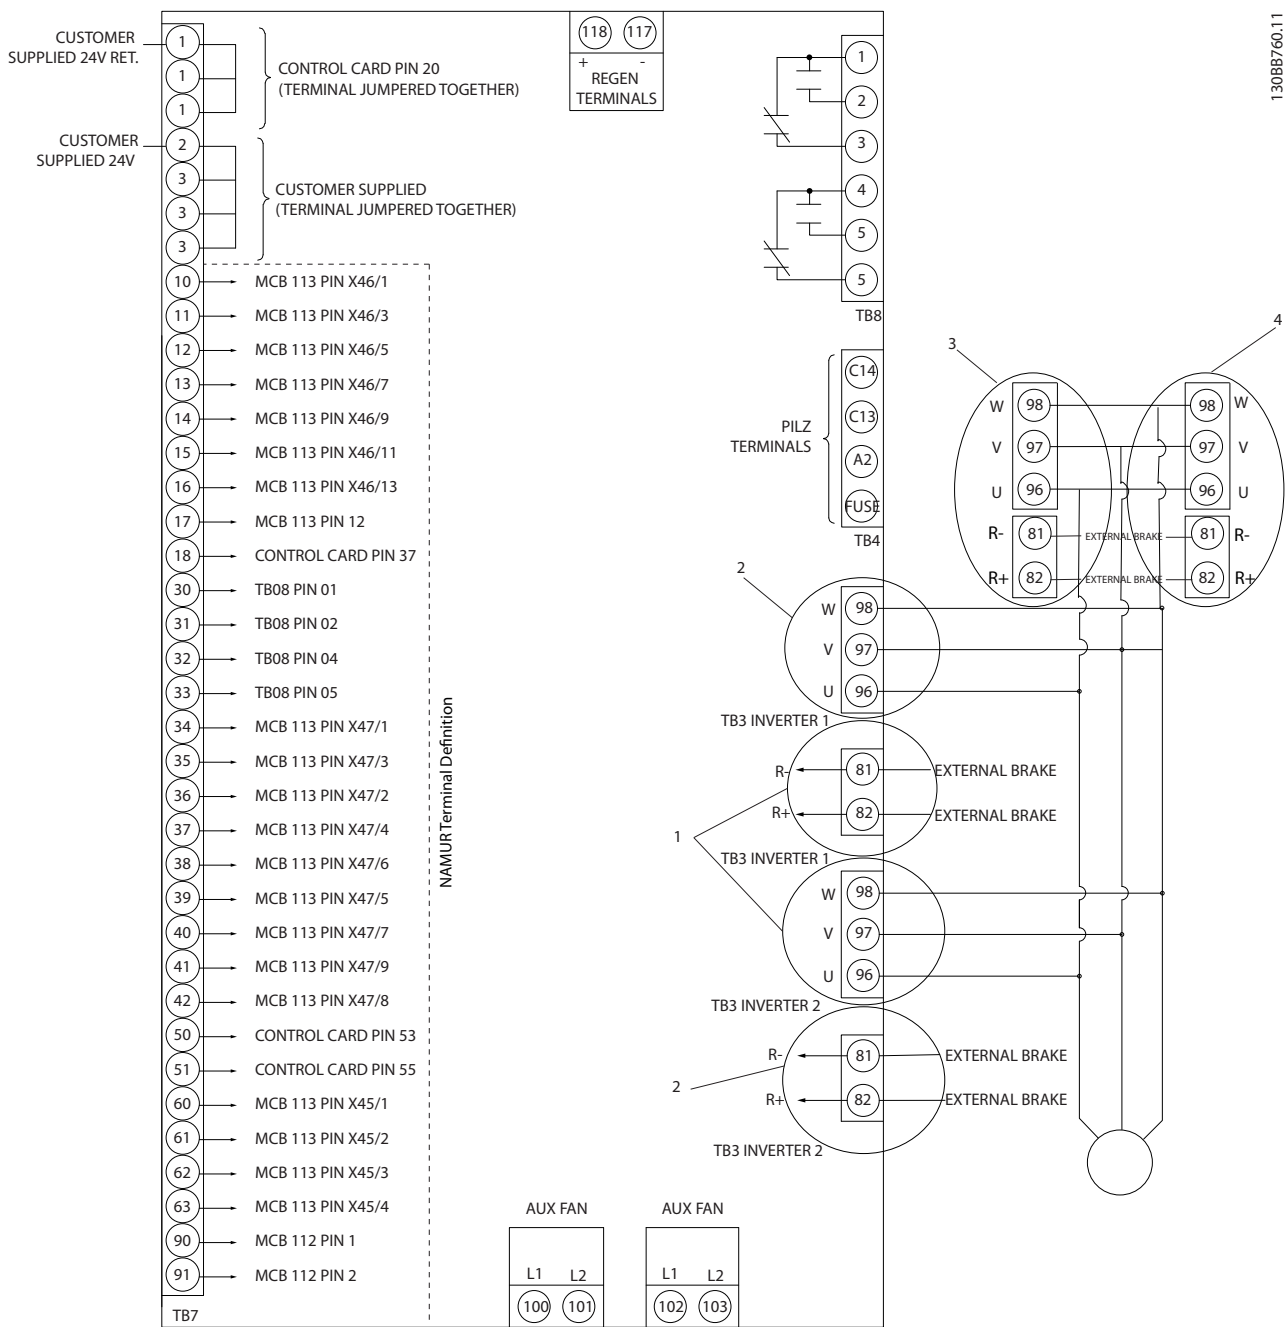 130BB760.11
CUSTOMER
SUPPLIED 24V RET.
1
1
1
CONTROL CARD PIN 20
(TERMINAL JUMPERED TOGETHER)
CUSTOMER
SUPPLIED 24V
2
3
3
3
CUSTOMER SUPPLIED
(TERMINAL JUMPERED TOGETHER)
10 MCB 113 PIN X46/1
11 MCB 113 PIN X46/3
12 MCB 113 PIN X46/5
13 MCB 113 PIN X46/7
14 MCB 113 PIN X46/9
15 MCB 113 PIN X46/11
16 MCB 113 PIN X46/13
17 MCB 113 PIN 12
18 CONTROL CARD PIN 37
30 TB08 PIN 01
31 TB08 PIN 02
32 TB08 PIN 04
33 TB08 PIN 05
34 MCB 113 PIN X47/1
35 MCB 113 PIN X47/3
36 MCB 113 PIN X47/2
37 MCB 113 PIN X47/4
38 MCB 113 PIN X47/6
39 MCB 113 PIN X47/5
40 MCB 113 PIN X47/7
41 MCB 113 PIN X47/9
42 MCB 113 PIN X47/8
50 CONTROL CARD PIN 53
51 CONTROL CARD PIN 55
60 MCB 113 PIN X45/1
61 MCB 113 PIN X45/2
62 MCB 113 PIN X45/3
63 MCB 113 PIN X45/4
90 MCB 112 PIN 1
91 MCB 112 PIN 2
TB7
NAMUR Terminal Definition
118 117
+ -
REGEN
TERMINALS
1
2
3
4
5
5
TB8
PILZ
TERMINALS
C14
C13
A2
FUSE
TB4
2
W 98
V 97
U 96
TB3 INVERTER 1
R- 81 EXTERNAL BRAKE
R+ 82 EXTERNAL BRAKE
1
TB3 INVERTER 1
W 98
V 97
U 96
TB3 INVERTER 2
R- 81 EXTERNAL BRAKE
2
R+ 82 EXTERNAL BRAKE
TB3 INVERTER 2
3
4
W 98 98 W
V 97 97 V
U 96 96 U
R- 81 EXTERNAL BRAKE 81 R-
R+ 82 EXTERNAL BRAKE 82 R+
AUX FAN
L1 L2
100 101
AUX FAN
L1 L2
102 103